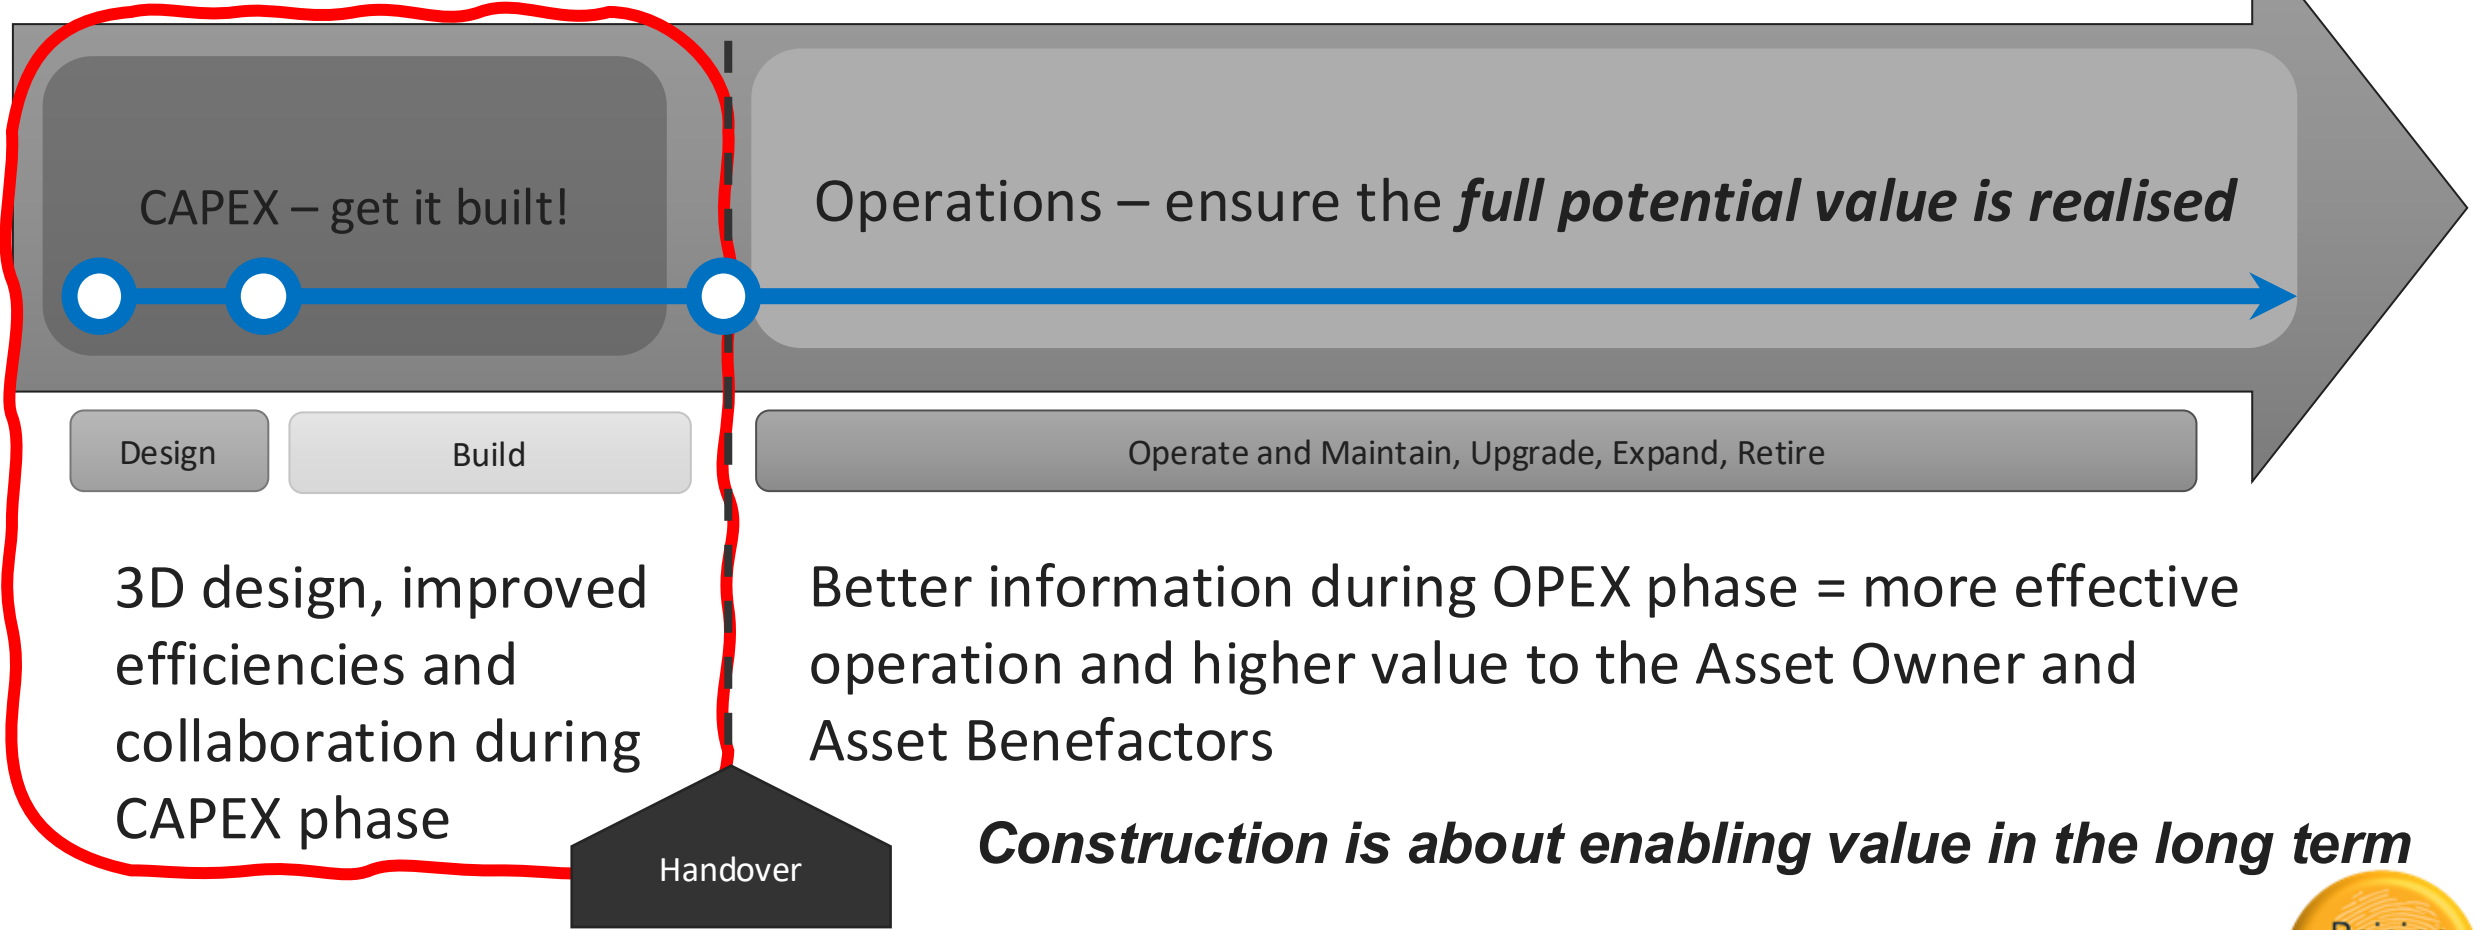 CAPEX – get it built!
Operations – ensure the full potential value is realised
Design
Build
Operate and Maintain, Upgrade, Expand, Retire
3D design, improved
efficiencies and
collaboration during
CAPEX phase
Better information during OPEX phase = more effective
operation and higher value to the Asset Owner and
Asset Benefactors
Handover
Construction is about enabling value in the long term